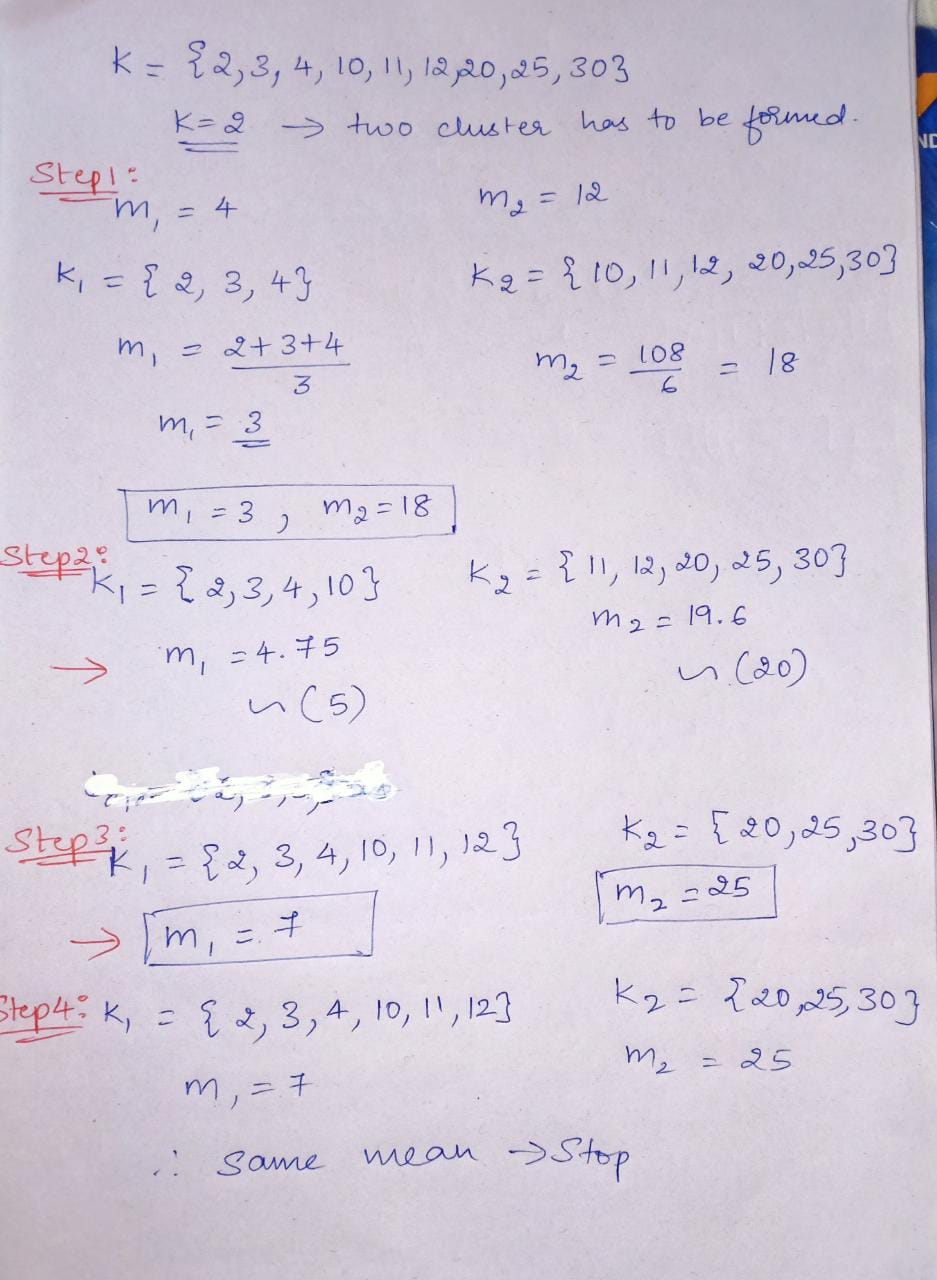 K = {2, 3, 4, 10, 11, 12, 20, 25, 30}
K=2 → two cluster has to be formed.
Step1:
m₁ = 4 m₂ = 12
K₁ = {2, 3, 4} K₂ = {10, 11, 12, 20, 25, 30}
m₁ = 2+3+4/3 m₂ = 108/6 = 18
m₁ = 3
m₁ = 3, m₂ = 18
Step2:
K₁ = {2, 3, 4, 10} K₂ = {11, 12, 20, 25, 30}
→ m₁ = 4.75 m₂ = 19.6
~ (5) ~ (20)
Step3:
K₁ = {2, 3, 4, 10, 11, 12} K₂ = {20, 25, 30}
→ m₁ = 7 m₂ = 25
Step4: K₁ = {2, 3, 4, 10, 11, 12} K₂ = {20, 25, 30}
m₁ = 7 m₂ = 25
∴ same mean → Stop